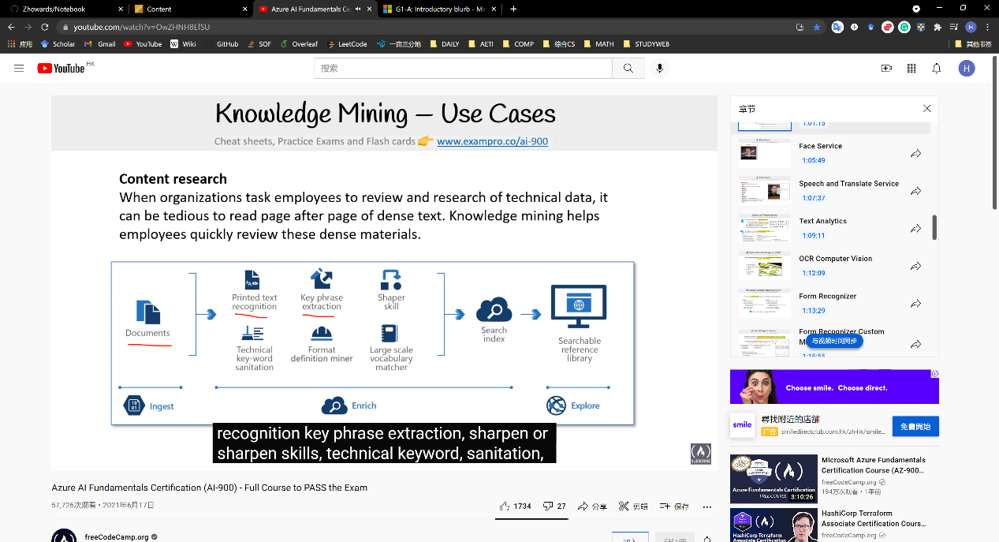 Zhowards/Notebook
Content
Azure AI Fundamentals Ce
G1-A: Introductory blurb - Mic
youtube.com/watch?v=OwZHNH8EfSU
应用 Scholar Gmail YouTube Wiki GitHub SOF Overleaf LeetCode 一亩三分地 DAILY AETI COMP 综合CS MATH STUDYWEB 其他书签
YouTube HK
搜索
H
Knowledge Mining – Use Cases
Cheat sheets, Practice Exams and Flash cards 👉 www.exampro.co/ai-900
Content research
When organizations task employees to review and research of technical data, it
can be tedious to read page after page of dense text. Knowledge mining helps
employees quickly review these dense materials.
Documents
Printed text
recognition
Key phrase
extraction
Shaper
skill
Technical
key-word
sanitation
Format
definition miner
Large scale
vocabulary
matcher
Search
index
Searchable
reference
library
Ingest
Enrich
Explore
recognition key phrase extraction, sharpen or
sharpen skills, technical keyword, sanitation,
SUBSCRIBE
Azure AI Fundamentals Certification (AI-900) - Full Course to PASS the Exam
57,726次观看 • 2021年6月17日
1734 27 分享 剪辑 保存
freeCodeCamp.org
加入
已订阅
章节
1:01:15
Face Service
1:05:49
Speech and Translate Service
1:07:37
Text Analytics
1:09:11
OCR Computer Vision
1:12:09
Form Recognizer
1:13:29
Form Recognizer Custom
与视频时间同步
1:15:55
Choose smile. Choose direct.
smile
尋找附近的店舖
广告 smiledirectclub.com.hk/zh-hk/smile...
免費開始
Azure Fundamentals
Certification
FREE COURSE
3:10:26
Microsoft Azure Fundamentals
Certification Course (AZ-900...
freeCodeCamp.org
194万次观看 • 1年前
HashiCorp Terraform
Associate Certification Cours...
freeCodeCamp.org